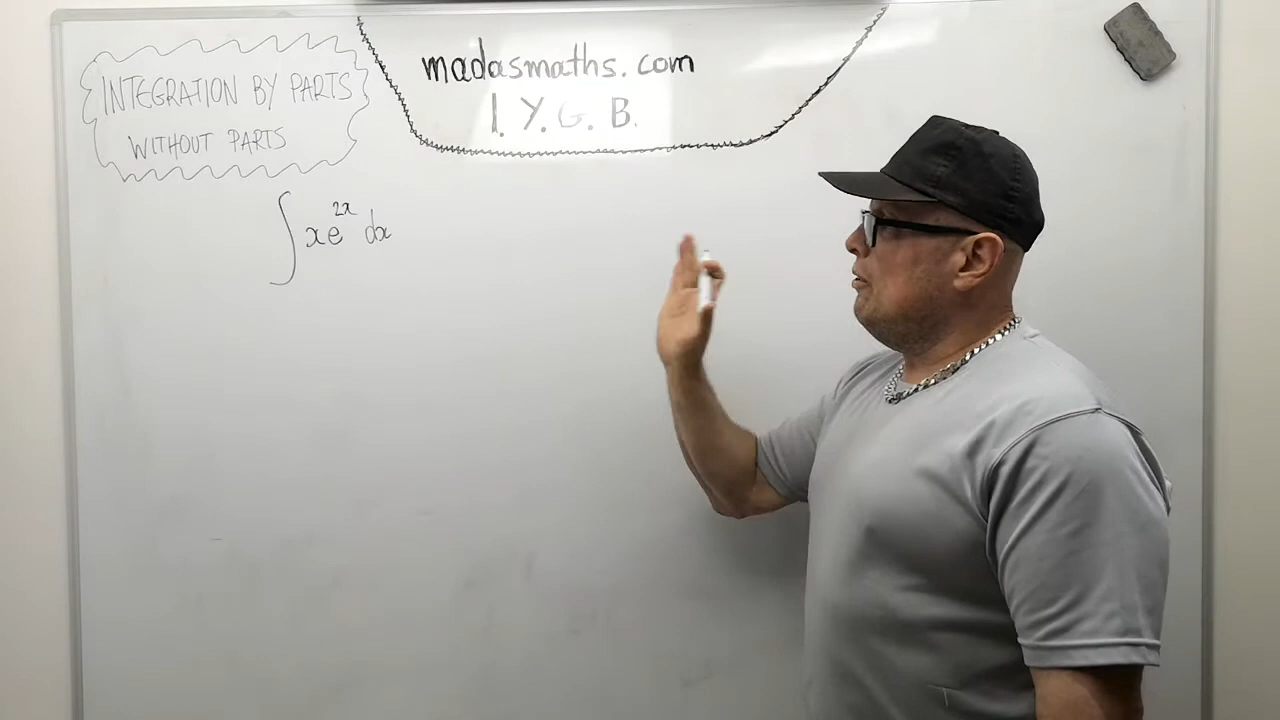 INTEGRATION BY PARTS
WITHOUT PARTS
madasmaths.com
I. Y. G. B.
∫xe^{2x} dx